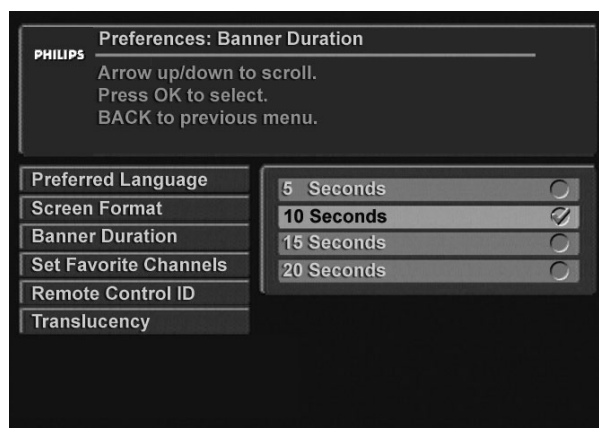 Preferences: Banner Duration
PHILIPS
Arrow up/down to scroll.
Press OK to select.
BACK to previous menu.
Preferred Language
Screen Format
Banner Duration
Set Favorite Channels
Remote Control ID
Translucency
5 Seconds
10 Seconds
15 Seconds
20 Seconds